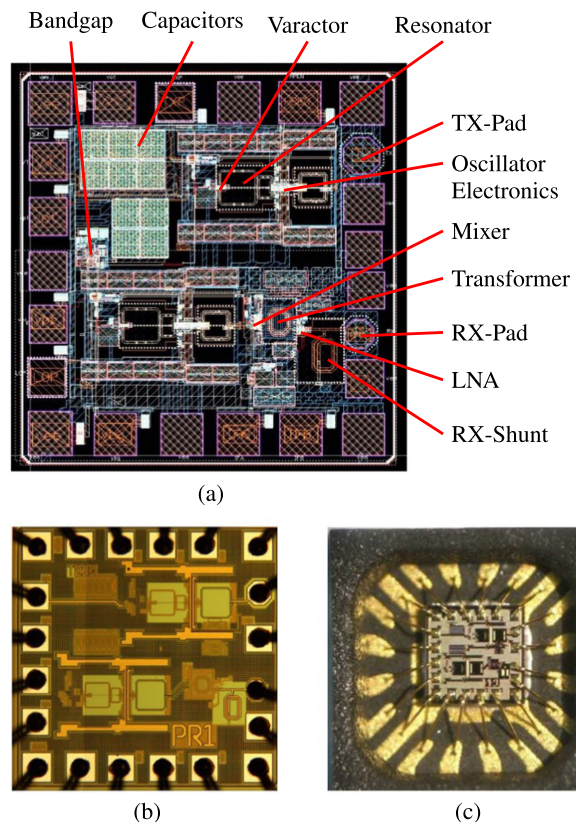 Bandgap Capacitors Varactor Resonator
TX-Pad
Oscillator
Electronics
Mixer
Transformer
RX-Pad
LNA
RX-Shunt
(a)
PR1
(b)
(c)